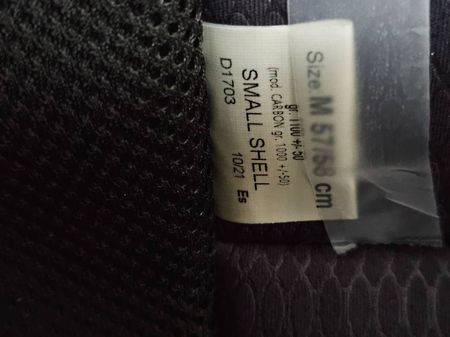 Size. M 57/58 cm
gr. 1100 +/-50
(mod. CARBON gr. 1000 +/-50)
SMALL SHELL
D1703
10/21 Es